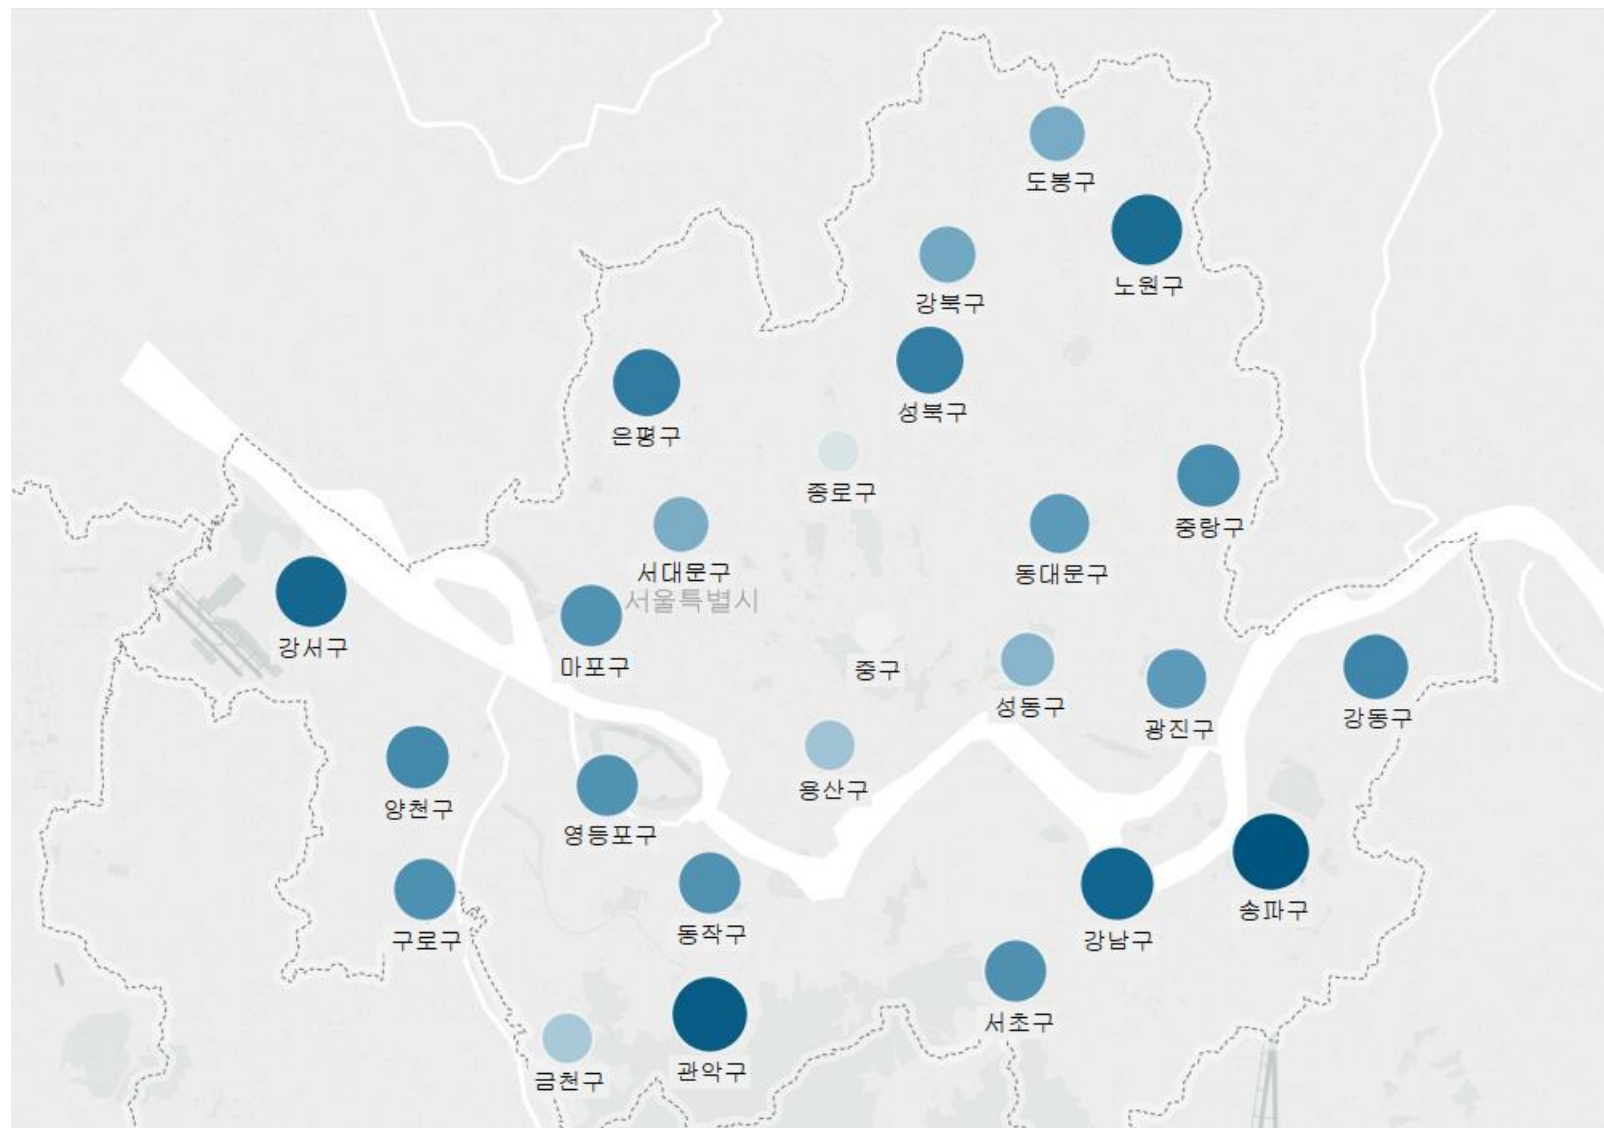 도봉구
노원구
강북구
성북구
은평구
종로구
중랑구
서대문구
동대문구
서울특별시
강서구
마포구
중구
성동구
광진구
강동구
용산구
양천구
영등포구
송파구
구로구
동작구
강남구
서초구
관악구
금천구